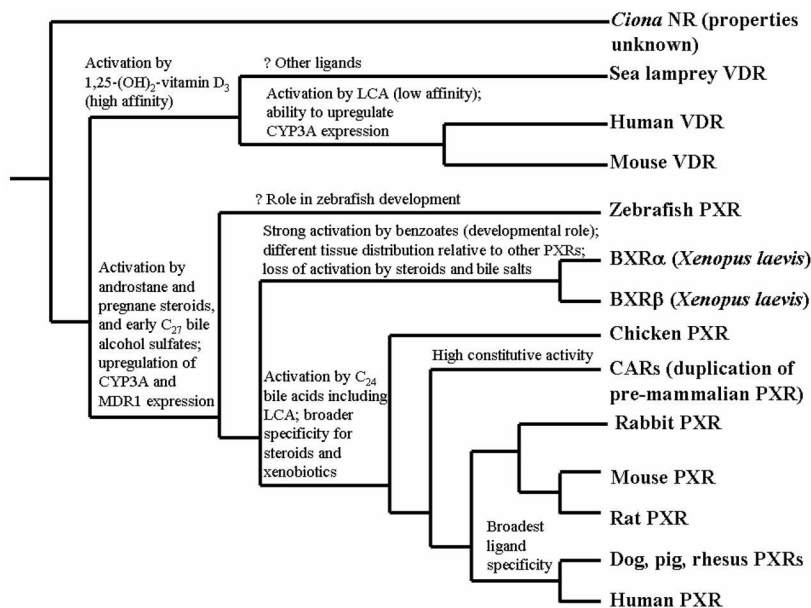 Ciona NR (properties
unknown)
Activation by
1,25-(OH)₂-vitamin D₃
(high affinity)
? Other ligands
Sea lamprey VDR
Activation by LCA (low affinity);
ability to upregulate
CYP3A expression
Human VDR
Mouse VDR
? Role in zebrafish development
Zebrafish PXR
Strong activation by benzoates (developmental role);
different tissue distribution relative to other PXRs;
loss of activation by steroids and bile salts
BXRα (Xenopus laevis)
BXRβ (Xenopus laevis)
Activation by
androstane and
pregnane steroids,
and early C₂₇ bile
alcohol sulfates;
upregulation of
CYP3A and
MDR1 expression
Chicken PXR
High constitutive activity
CARs (duplication of
pre-mammalian PXR)
Activation by C₂₄
bile acids including
LCA; broader
specificity for
steroids and
xenobiotics
Rabbit PXR
Mouse PXR
Rat PXR
Broadest
ligand
specificity
Dog, pig, rhesus PXRs
Human PXR